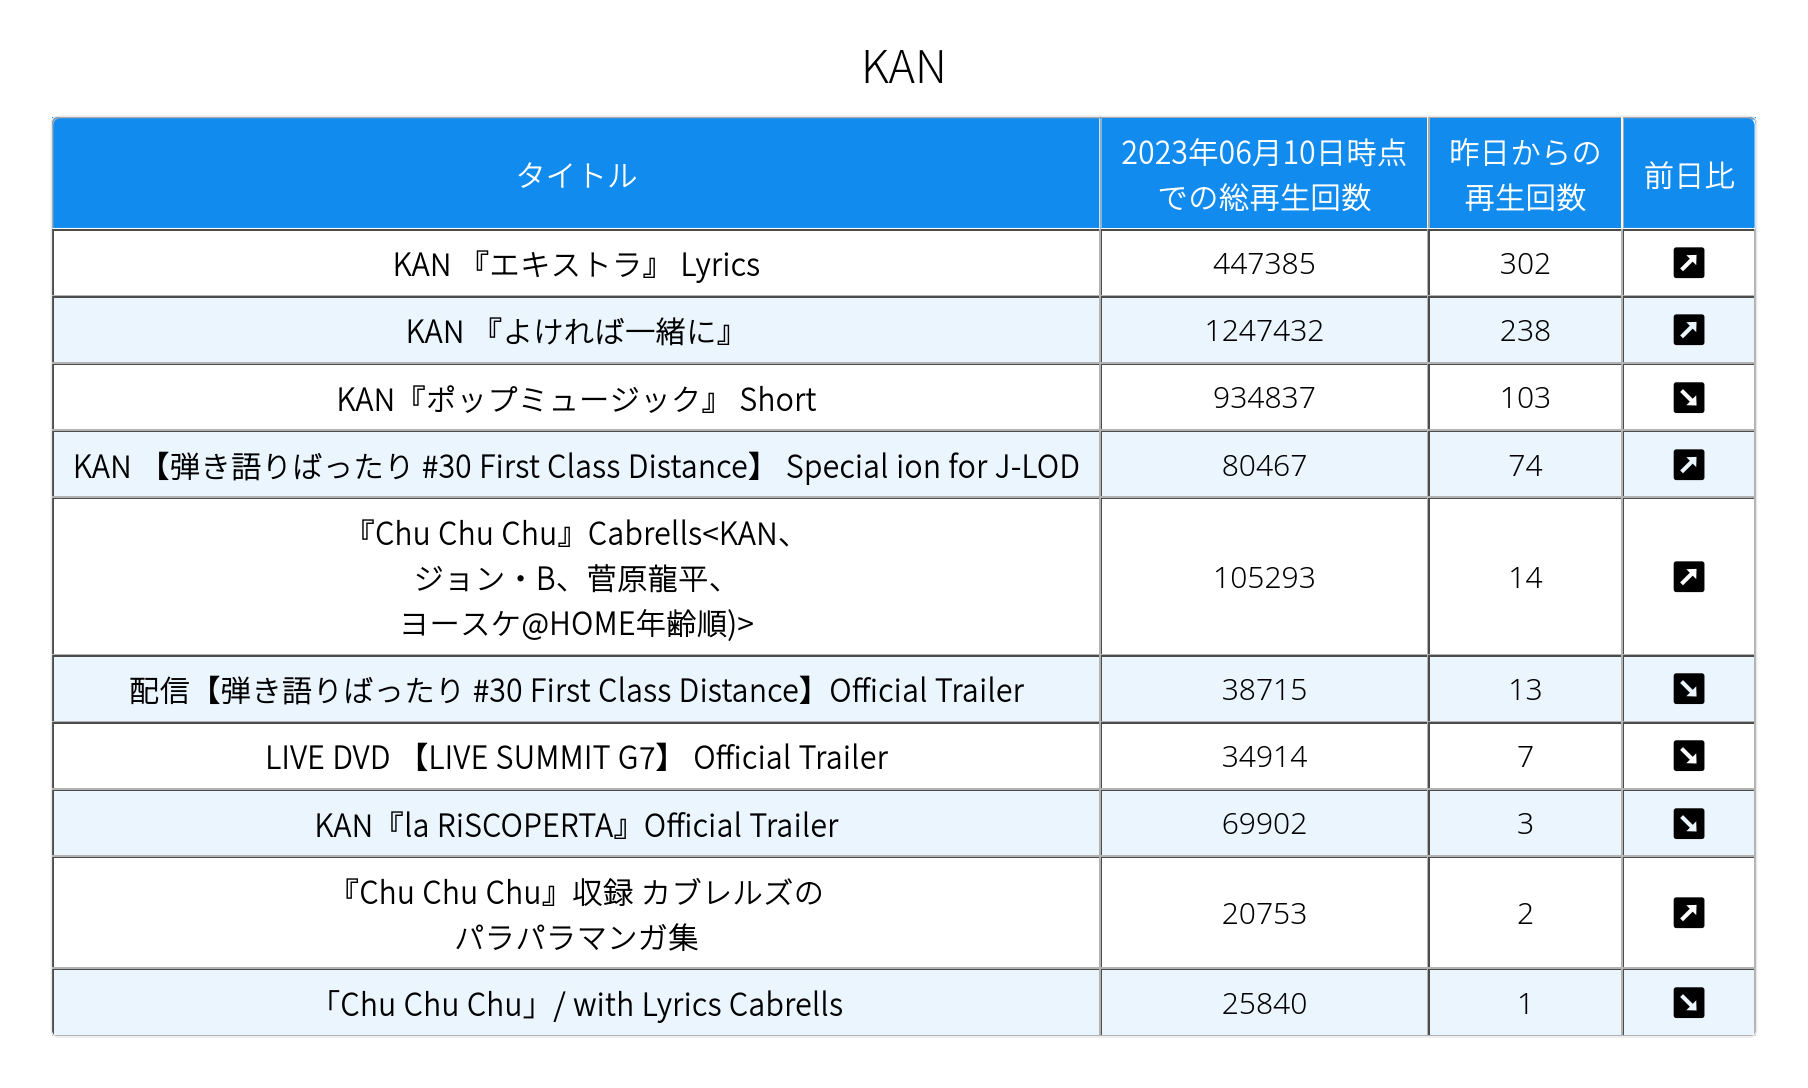 KAN
タイトル
2023年06月10日時点
での総再生回数
昨日からの
再生回数
前日比
KAN 『エキストラ』 Lyrics
447385
302
KAN 『よければ一緒に』
1247432
238
KAN『ポップミュージック』 Short
934837
103
KAN 【弾き語りばったり #30 First Class Distance】 Special ion for J-LOD
80467
74
『Chu Chu Chu』Cabrells<KAN、
ジョン・B、菅原龍平、
ヨースケ@HOME年齢順)>
105293
14
配信【弾き語りばったり #30 First Class Distance】Official Trailer
38715
13
LIVE DVD 【LIVE SUMMIT G7】 Official Trailer
34914
7
KAN『la RiSCOPERTA』Official Trailer
69902
3
『Chu Chu Chu』収録 カブレルズの
パラパラマンガ集
20753
2
「Chu Chu Chu」/ with Lyrics Cabrells
25840
1